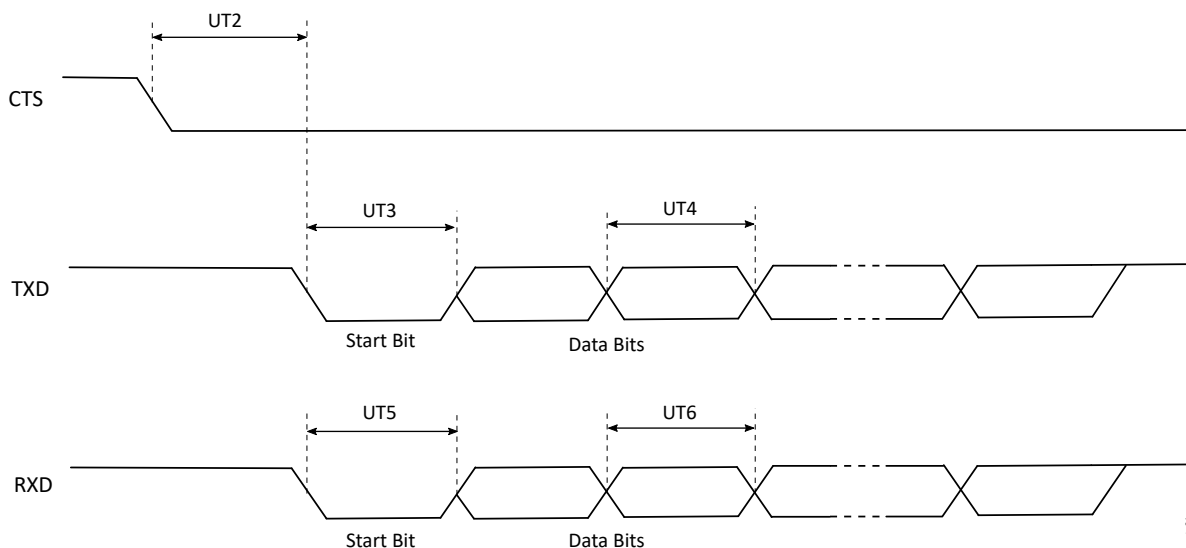 UT2
CTS
UT3
UT4
TXD
Start Bit
Data Bits
UT5
UT6
RXD
Start Bit
Data Bits